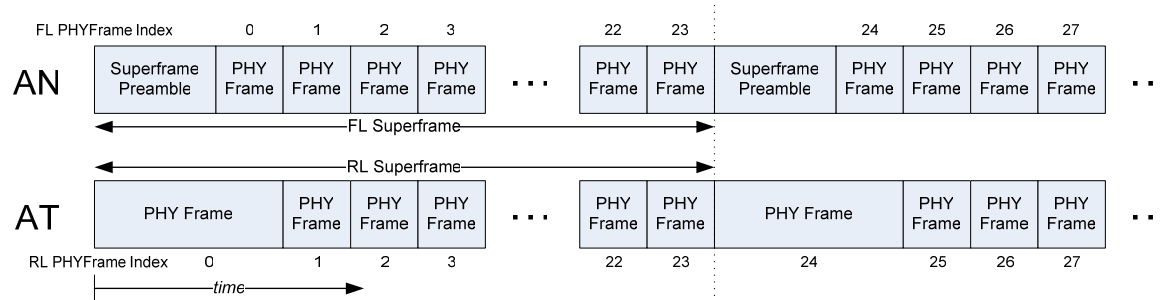 FL PHYFrame Index 0 1 2 3 22 23 24 25 26 27
AN
Superframe Preamble
PHY Frame
PHY Frame
PHY Frame
PHY Frame
...
PHY Frame
PHY Frame
Superframe Preamble
PHY Frame
PHY Frame
PHY Frame
PHY Frame
..
FL Superframe
RL Superframe
AT
PHY Frame
PHY Frame
PHY Frame
PHY Frame
...
PHY Frame
PHY Frame
PHY Frame
PHY Frame
PHY Frame
PHY Frame
..
RL PHYFrame Index 0 1 2 3 22 23 24 25 26 27
time